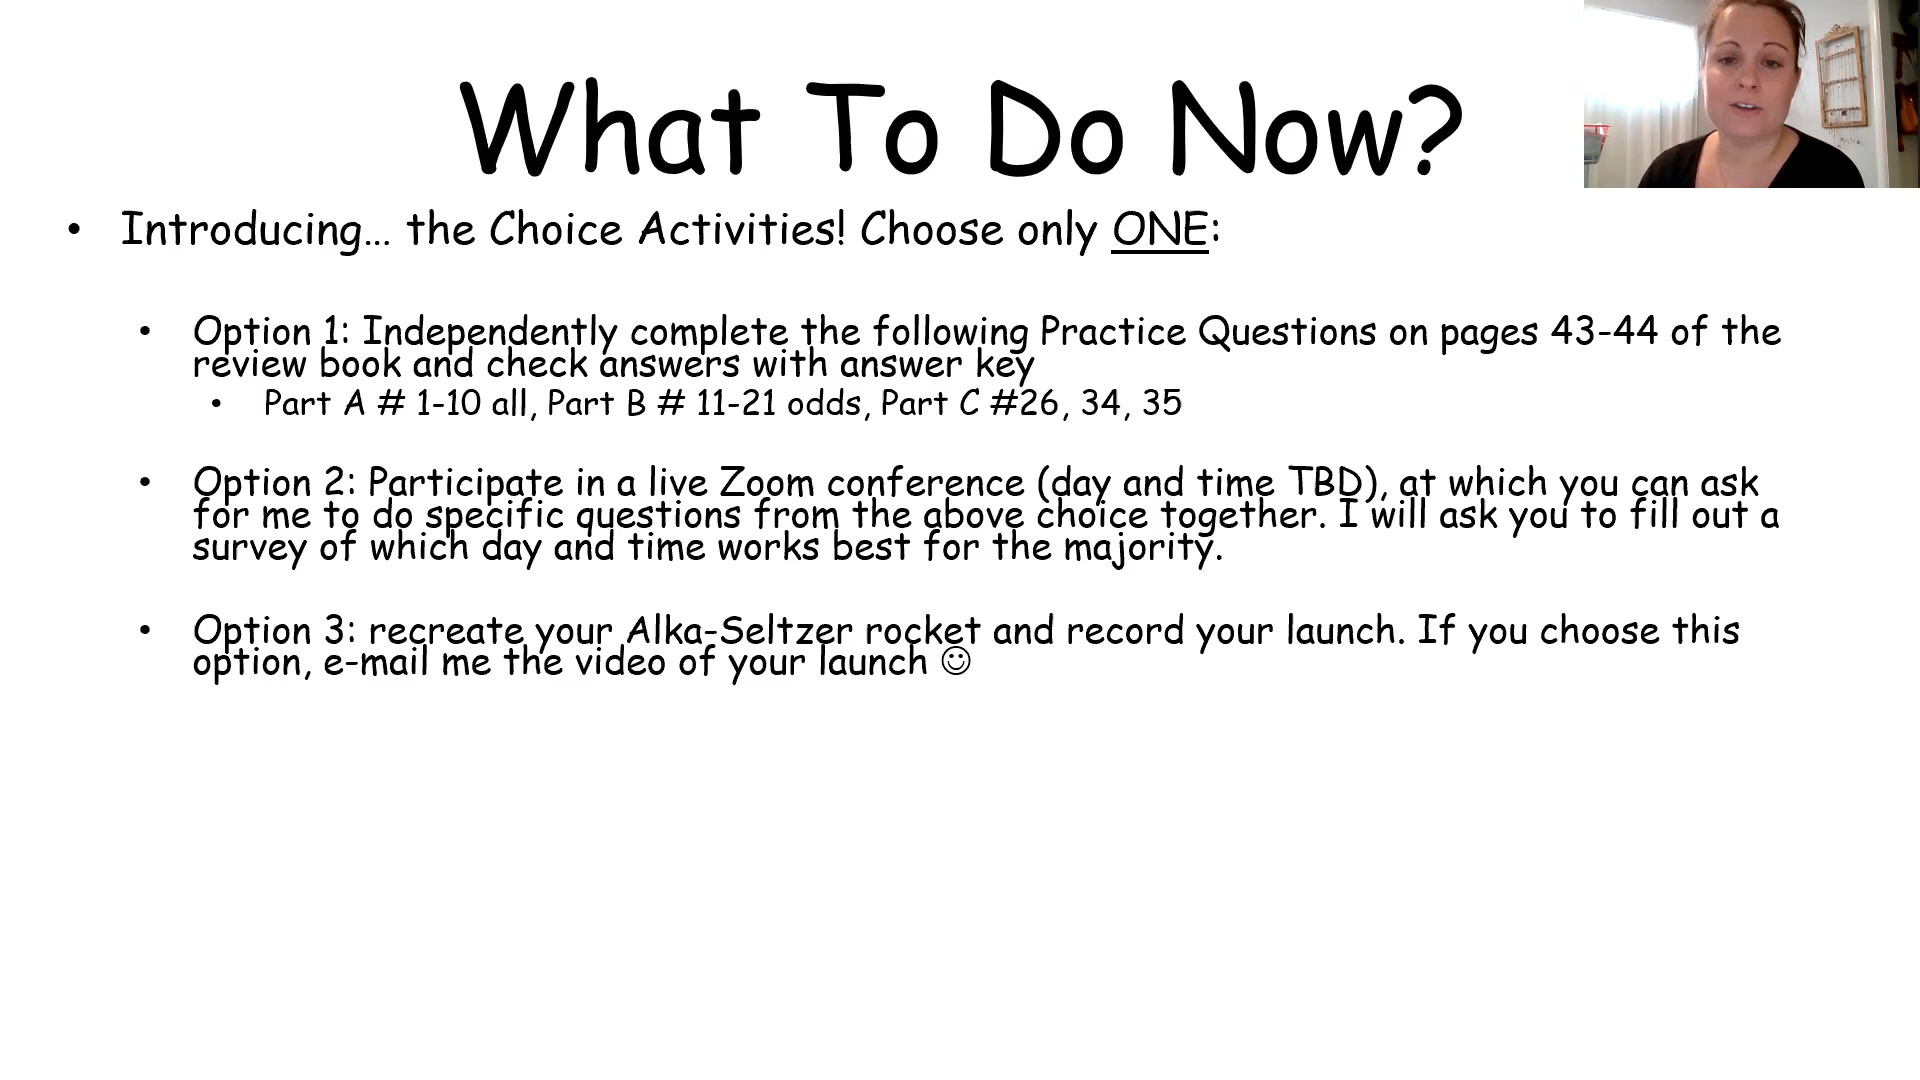 What To Do Now?
• Introducing... the Choice Activities! Choose only ONE:
• Option 1: Independently complete the following Practice Questions on pages 43-44 of the
review book and check answers with answer key
• Part A # 1-10 all, Part B # 11-21 odds, Part C #26, 34, 35
• Option 2: Participate in a live Zoom conference (day and time TBD), at which you can ask
for me to do specific questions from the above choice together. I will ask you to fill out a
survey of which day and time works best for the majority.
• Option 3: recreate your Alka-Seltzer rocket and record your launch. If you choose this
option, e-mail me the video of your launch ☺